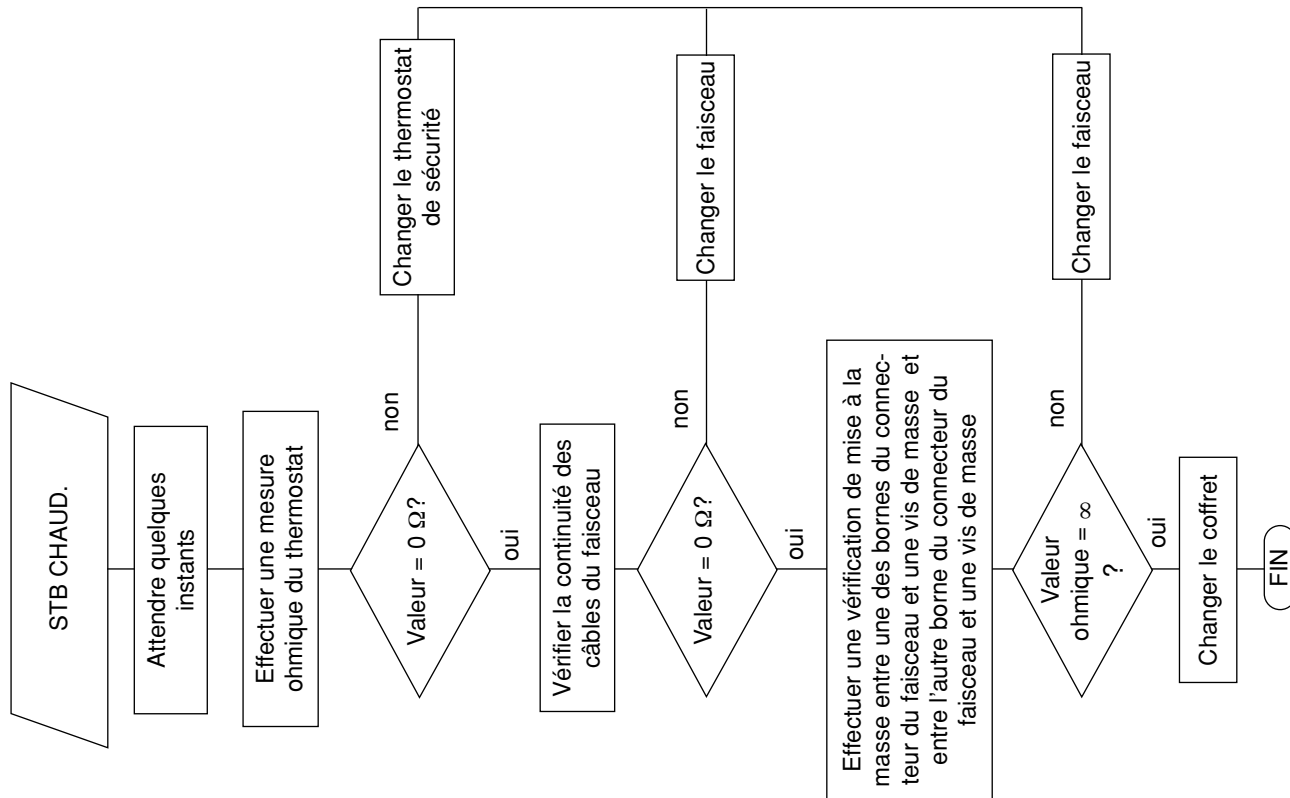 STB CHAUD.
Attendre quelques
instants
Effectuer une mesure
ohmique du thermostat
Valeur = 0 Ω?
non
Changer le thermostat
de sécurité
oui
Vérifier la continuité des
câbles du faisceau
Valeur = 0 Ω?
non
Changer le faisceau
oui
Effectuer une vérification de mise à la
masse entre une des bornes du connec-
teur du faisceau et une vis de masse et
entre l'autre borne du connecteur du
faisceau et une vis de masse
Valeur
ohmique = ∞
?
non
Changer le faisceau
oui
Changer le coffret
FIN